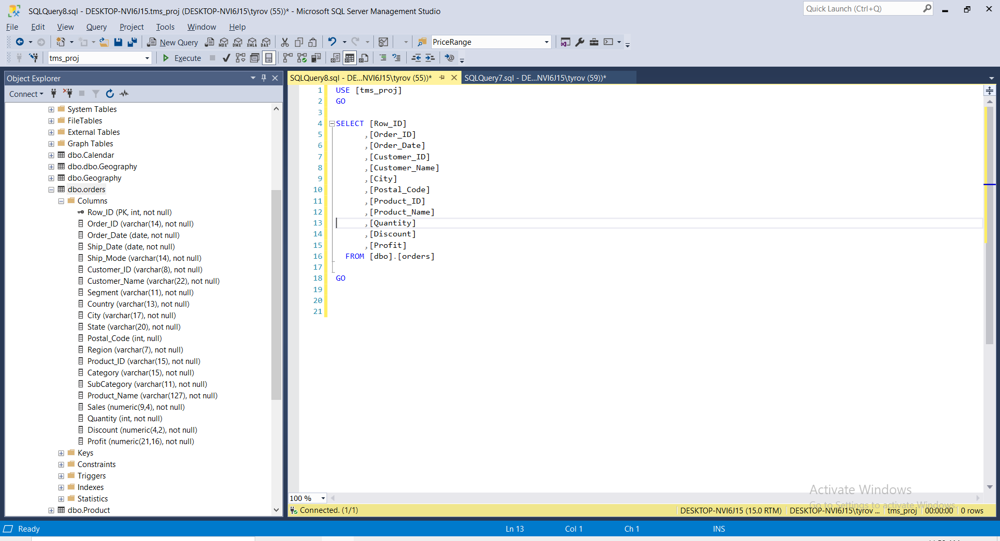 SQLQuery8.sql - DESKTOP-NVI6J15.tms_proj (DESKTOP-NVI6J15\tyrov (55))* - Microsoft SQL Server Management Studio
Quick Launch (Ctrl+Q)
File Edit View Query Project Tools Window Help
New Query MDX DMX XMLA DAX PriceRange
tms_proj Execute
Object Explorer
SQLQuery8.sql - DE...NVI6J15\tyrov (55))* SQLQuery7.sql - DE...NVI6J15\tyrov (59))*
Connect
System Tables
FileTables
External Tables
Graph Tables
dbo.Calendar
dbo.dbo.Geography
dbo.Geography
dbo.orders
Columns
Row_ID (PK, int, not null)
Order_ID (varchar(14), not null)
Order_Date (date, not null)
Ship_Date (date, not null)
Ship_Mode (varchar(14), not null)
Customer_ID (varchar(8), not null)
Customer_Name (varchar(22), not null)
Segment (varchar(11), not null)
Country (varchar(13), not null)
City (varchar(17), not null)
State (varchar(20), not null)
Postal_Code (int, null)
Region (varchar(7), not null)
Product_ID (varchar(15), not null)
Category (varchar(15), not null)
SubCategory (varchar(11), not null)
Product_Name (varchar(127), not null)
Sales (numeric(9,4), not null)
Quantity (int, not null)
Discount (numeric(4,2), not null)
Profit (numeric(21,16), not null)
Keys
Constraints
Triggers
Indexes
Statistics
dbo.Product
1 USE [tms_proj]
2 GO
3
4 SELECT [Row_ID]
5 ,[Order_ID]
6 ,[Order_Date]
7 ,[Customer_ID]
8 ,[Customer_Name]
9 ,[City]
10 ,[Postal_Code]
11 ,[Product_ID]
12 ,[Product_Name]
13 ,[Quantity]
14 ,[Discount]
15 ,[Profit]
16 FROM [dbo].[orders]
17
18 GO
19
20
21
Activate Windows
Go to Settings to activate Windows.
100 %
Connected. (1/1) DESKTOP-NVI6J15 (15.0 RTM) DESKTOP-NVI6J15\tyrov ... tms_proj 00:00:00 0 rows
Ready Ln 13 Col 1 Ch 1 INS